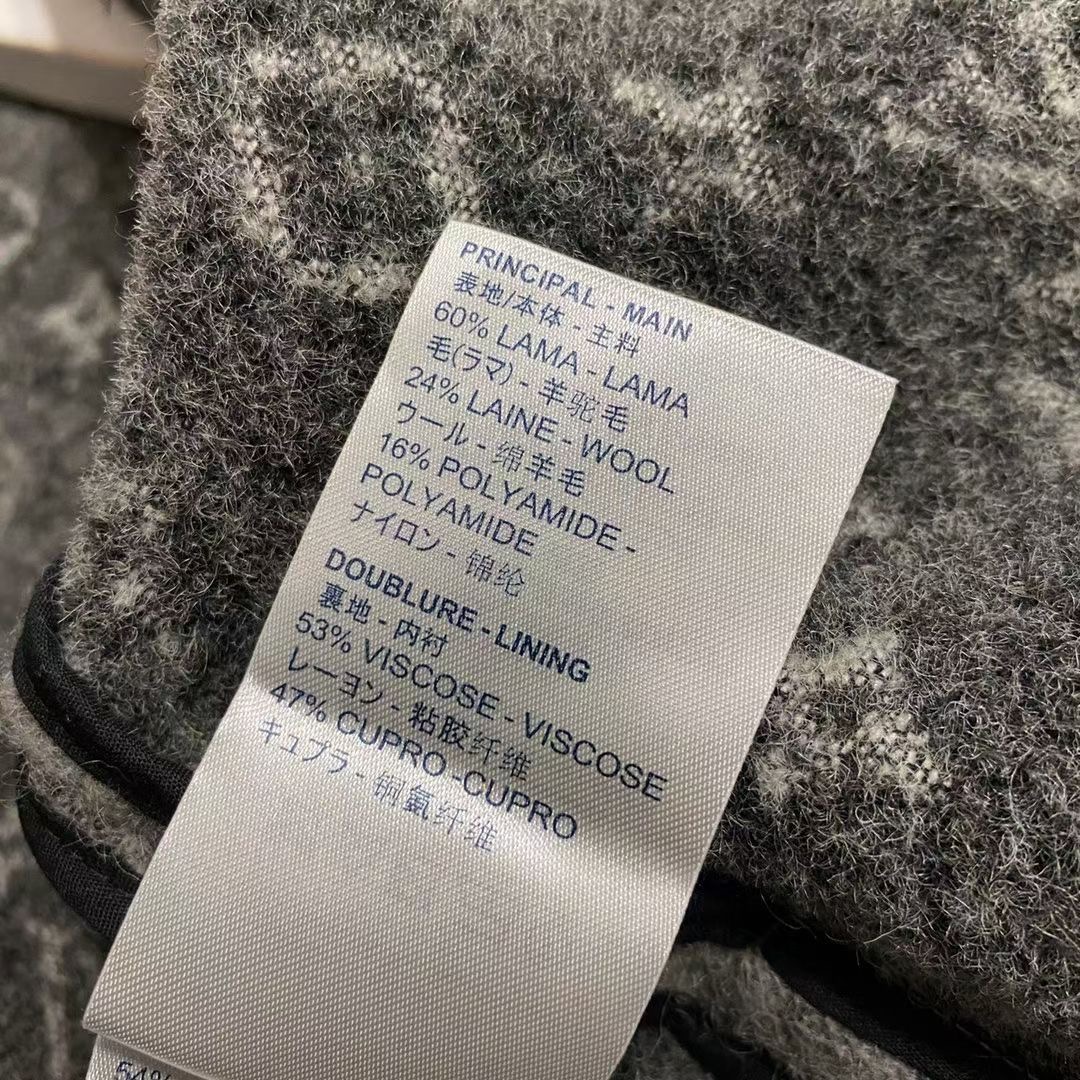 PRINCIPAL - MAIN
表地/本体 - 主料
60% LAMA - LAMA
毛(ラマ) - 羊驼毛
24% LAINE - WOOL
ウール - 绵羊毛
16% POLYAMIDE -
POLYAMIDE
ナイロン - 锦纶
DOUBLURE - LINING
裏地 - 内衬
53% VISCOSE - VISCOSE
レーヨン - 粘胶纤维
47% CUPRO -CUPRO
キュプラ - 铜氨纤维
54%